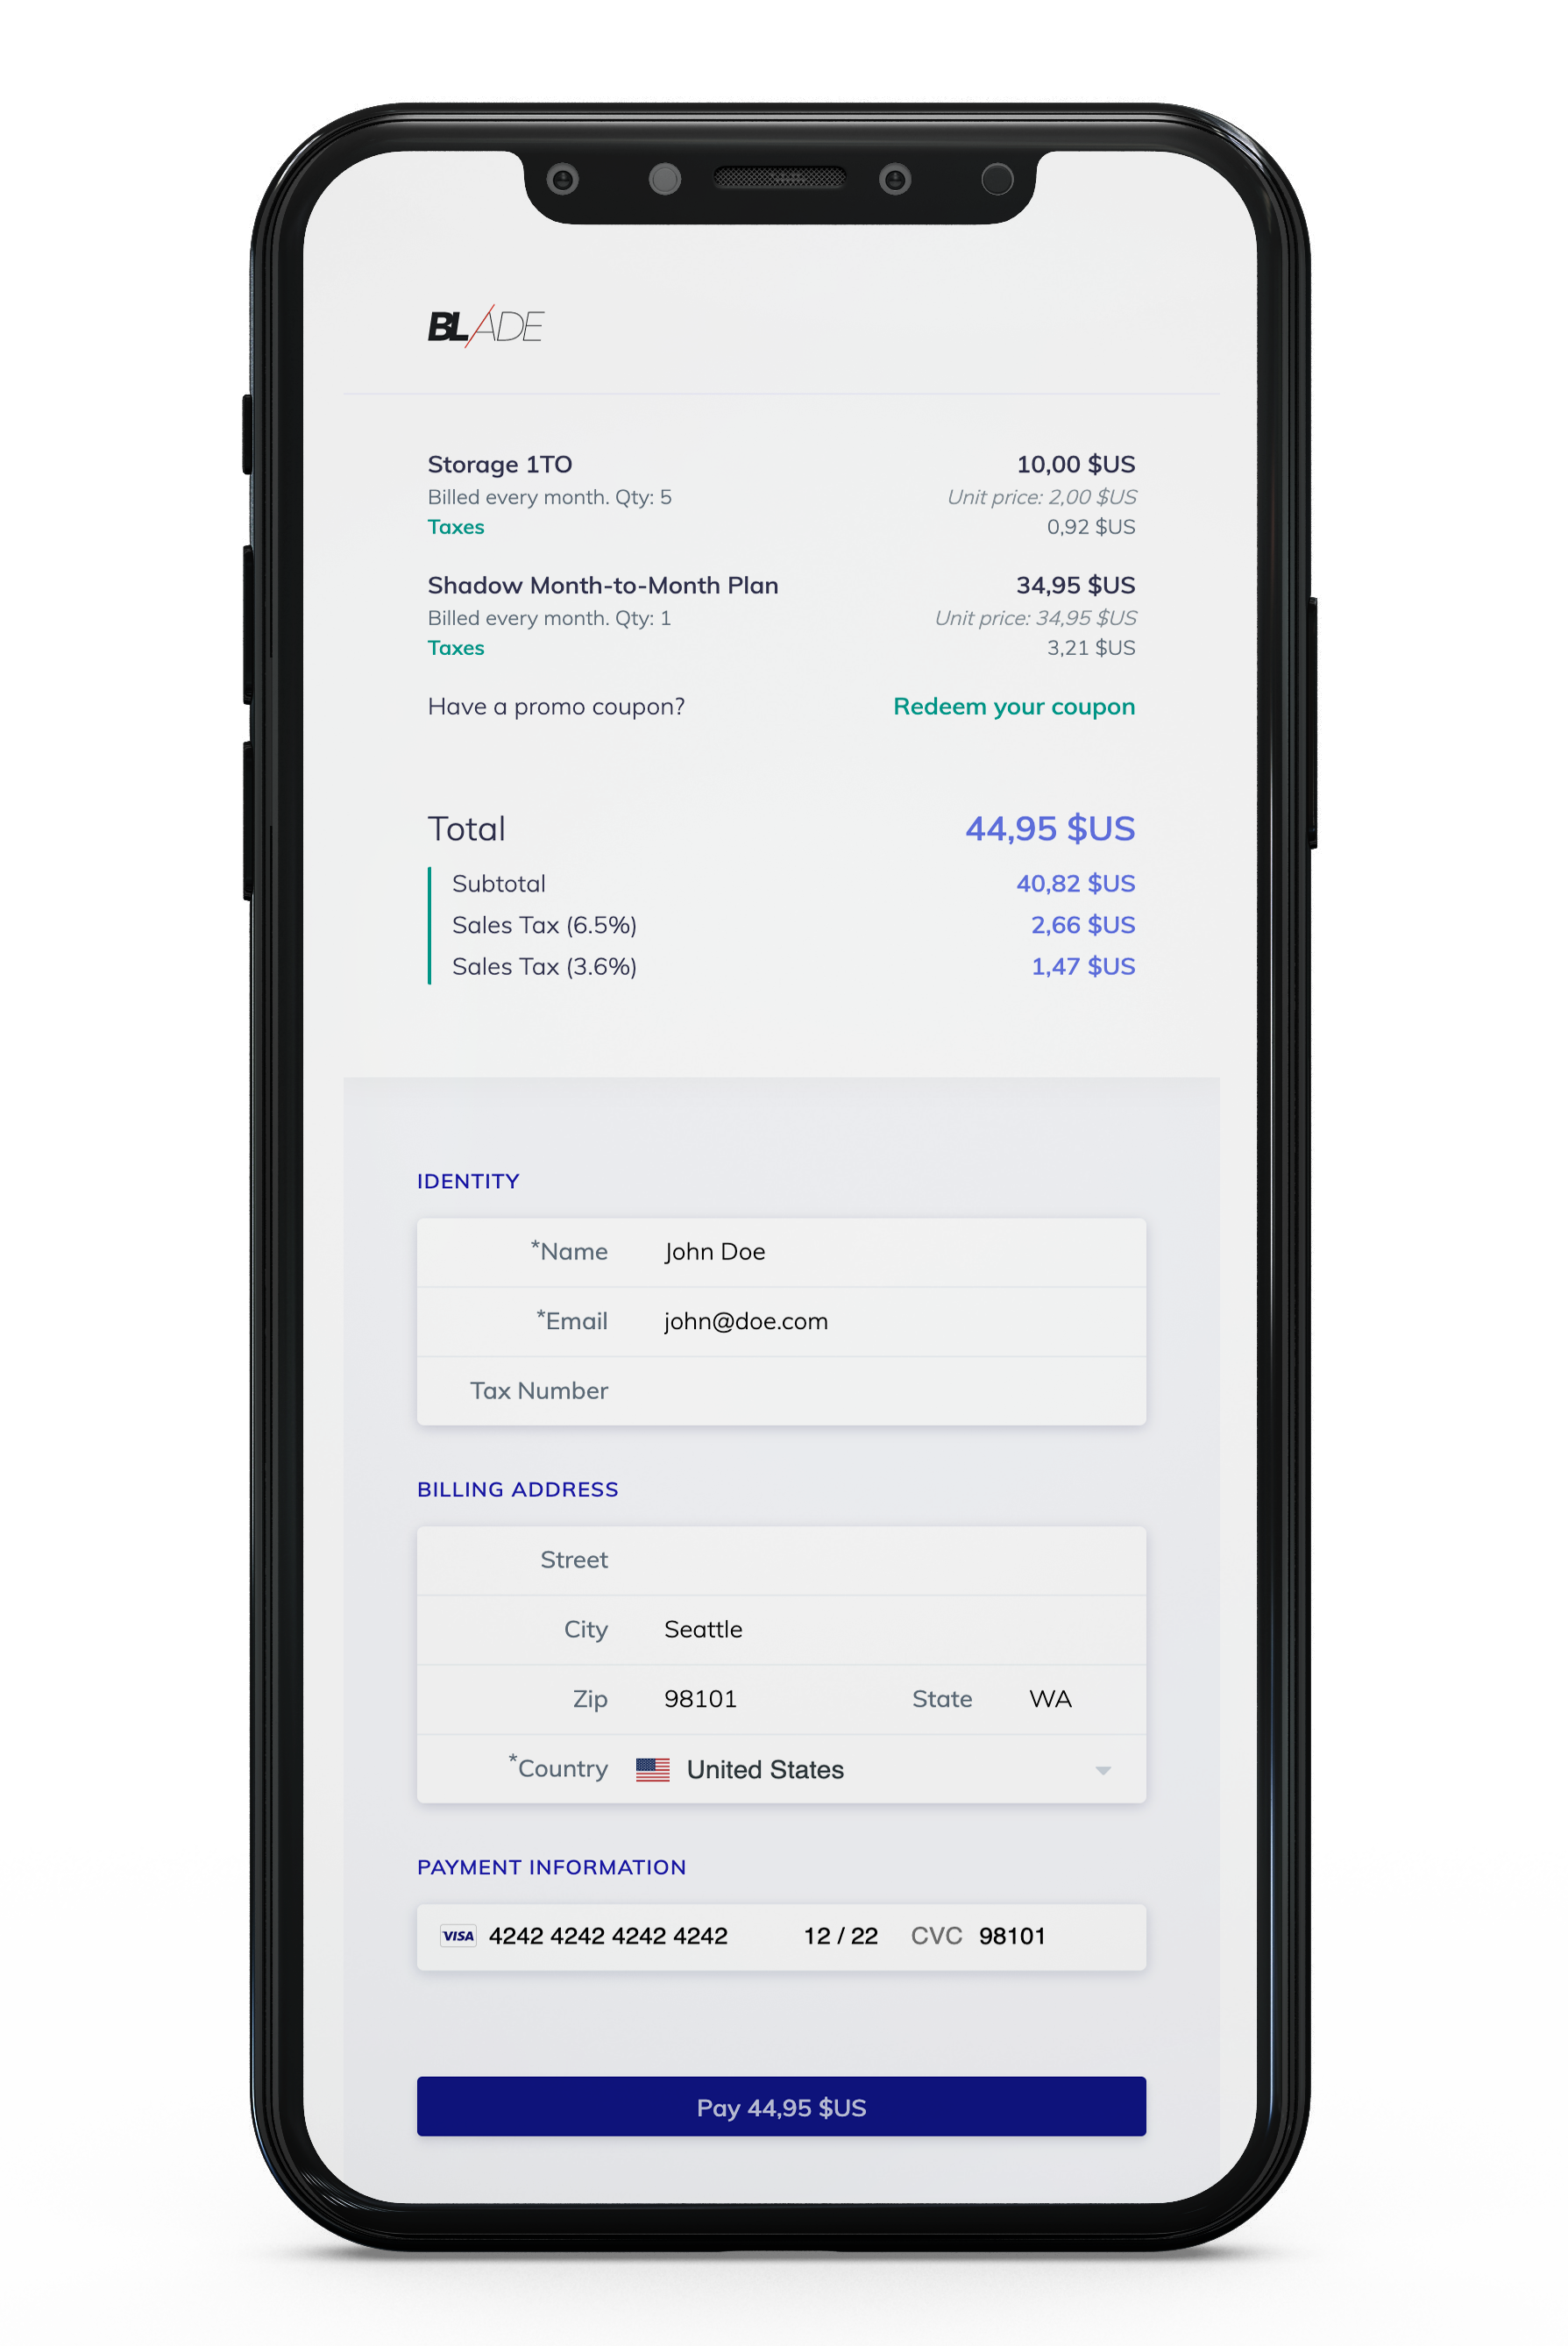 BLADE
Storage 1TO 10,00 $US
Billed every month. Qty: 5 Unit price: 2,00 $US
Taxes 0,92 $US
Shadow Month-to-Month Plan 34,95 $US
Billed every month. Qty: 1 Unit price: 34,95 $US
Taxes 3,21 $US
Have a promo coupon? Redeem your coupon
Total 44,95 $US
Subtotal 40,82 $US
Sales Tax (6.5%) 2,66 $US
Sales Tax (3.6%) 1,47 $US
IDENTITY
*Name John Doe
*Email john@doe.com
Tax Number
BILLING ADDRESS
Street
City Seattle
Zip 98101 State WA
*Country United States
PAYMENT INFORMATION
VISA 4242 4242 4242 4242 12 / 22 CVC 98101
Pay 44,95 $US